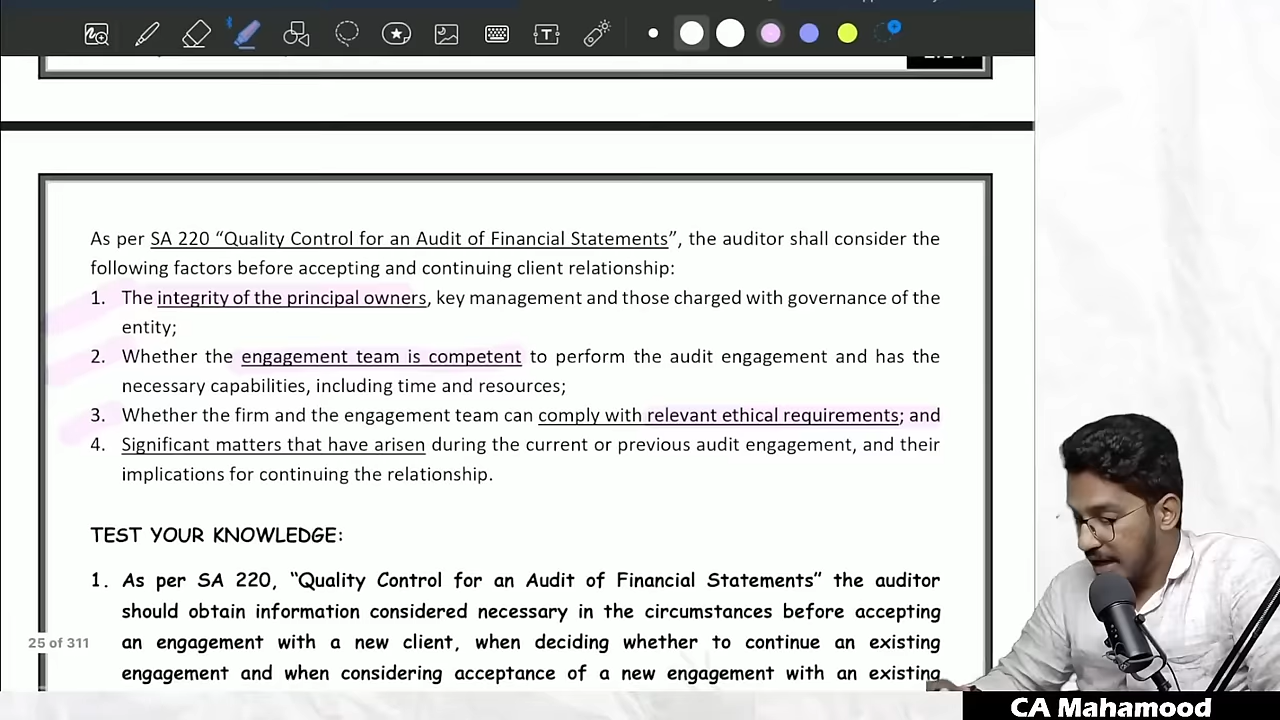 As per SA 220 “Quality Control for an Audit of Financial Statements”, the auditor shall consider the
following factors before accepting and continuing client relationship:
1. The integrity of the principal owners, key management and those charged with governance of the
entity;
2. Whether the engagement team is competent to perform the audit engagement and has the
necessary capabilities, including time and resources;
3. Whether the firm and the engagement team can comply with relevant ethical requirements; and
4. Significant matters that have arisen during the current or previous audit engagement, and their
implications for continuing the relationship.
TEST YOUR KNOWLEDGE:
1. As per SA 220, “Quality Control for an Audit of Financial Statements” the auditor
should obtain information considered necessary in the circumstances before accepting
an engagement with a new client, when deciding whether to continue an existing
25 of 311
engagement and when considering acceptance of a new engagement with an existing
CA Mahamood